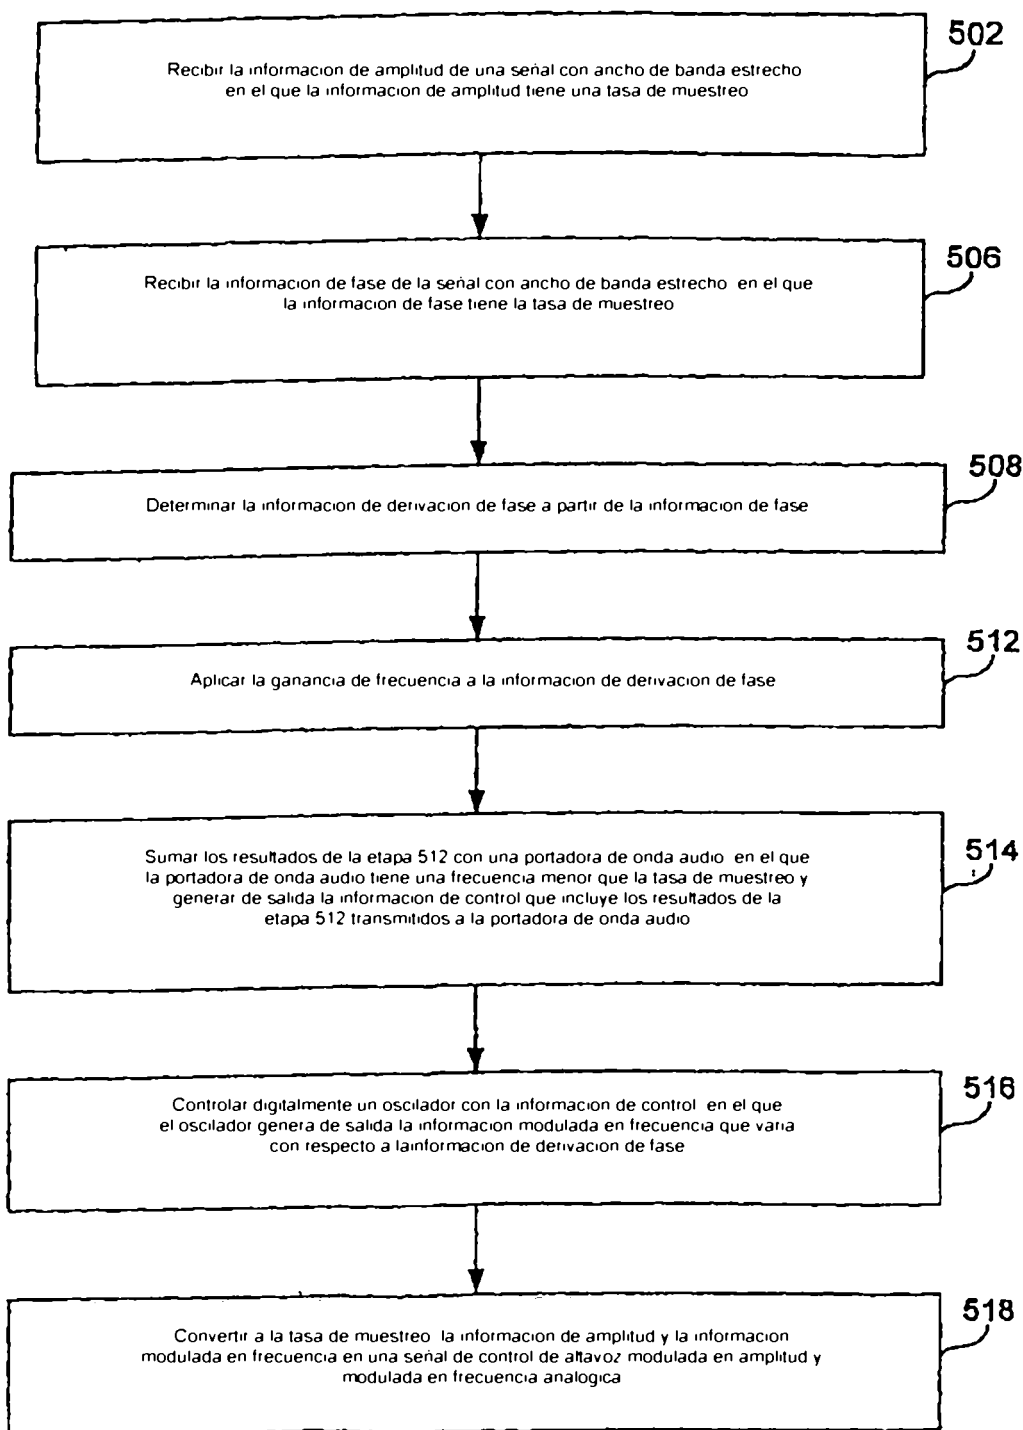 502
Recibir la informacion de amplitud de una señal con ancho de banda estrecho
en el que la informacion de amplitud tiene una tasa de muestreo
506
Recibir la informacion de fase de la señal con ancho de banda estrecho en el que
la informacion de fase tiene la tasa de muestreo
508
Determinar la informacion de derivacion de fase a partir de la informacion de fase
512
Aplicar la ganancia de frecuencia a la informacion de derivacion de fase
514
Sumar los resultados de la etapa 512 con una portadora de onda audio en el que
la portadora de onda audio tiene una frecuencia menor que la tasa de muestreo y
generar de salida la informacion de control que incluye los resultados de la
etapa 512 transmitidos a la portadora de onda audio
516
Controlar digitalmente un oscilador con la informacion de control en el que
el oscilador genera de salida la informacion modulada en frecuencia que varia
con respecto a lainformacion de derivacion de fase
518
Convertir a la tasa de muestreo la informacion de amplitud y la informacion
modulada en frecuencia en una señal de control de altavoz modulada en amplitud y
modulada en frecuencia analogica